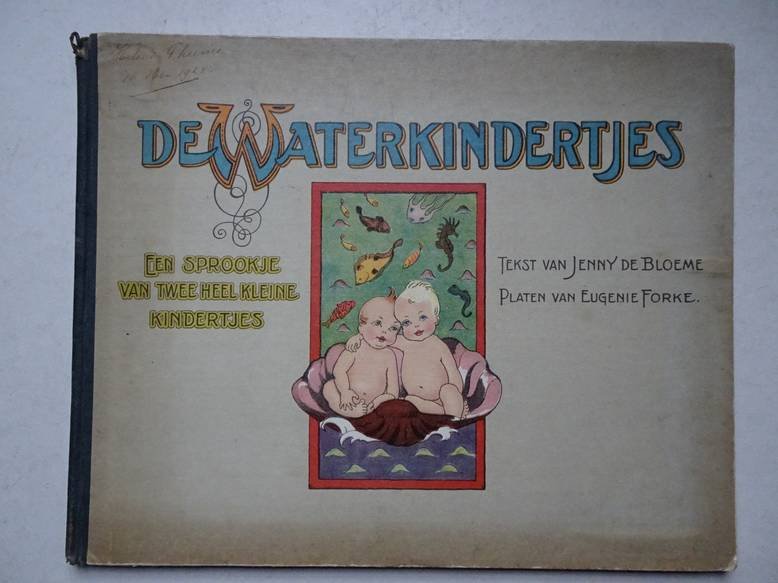 DE WATERKINDERTJES
EEN SPROOKJE
VAN TWEE HEEL KLEINE
KINDERTJES
TEKST VAN JENNY DE BLOEME
PLATEN VAN EUGENIE FORKE.